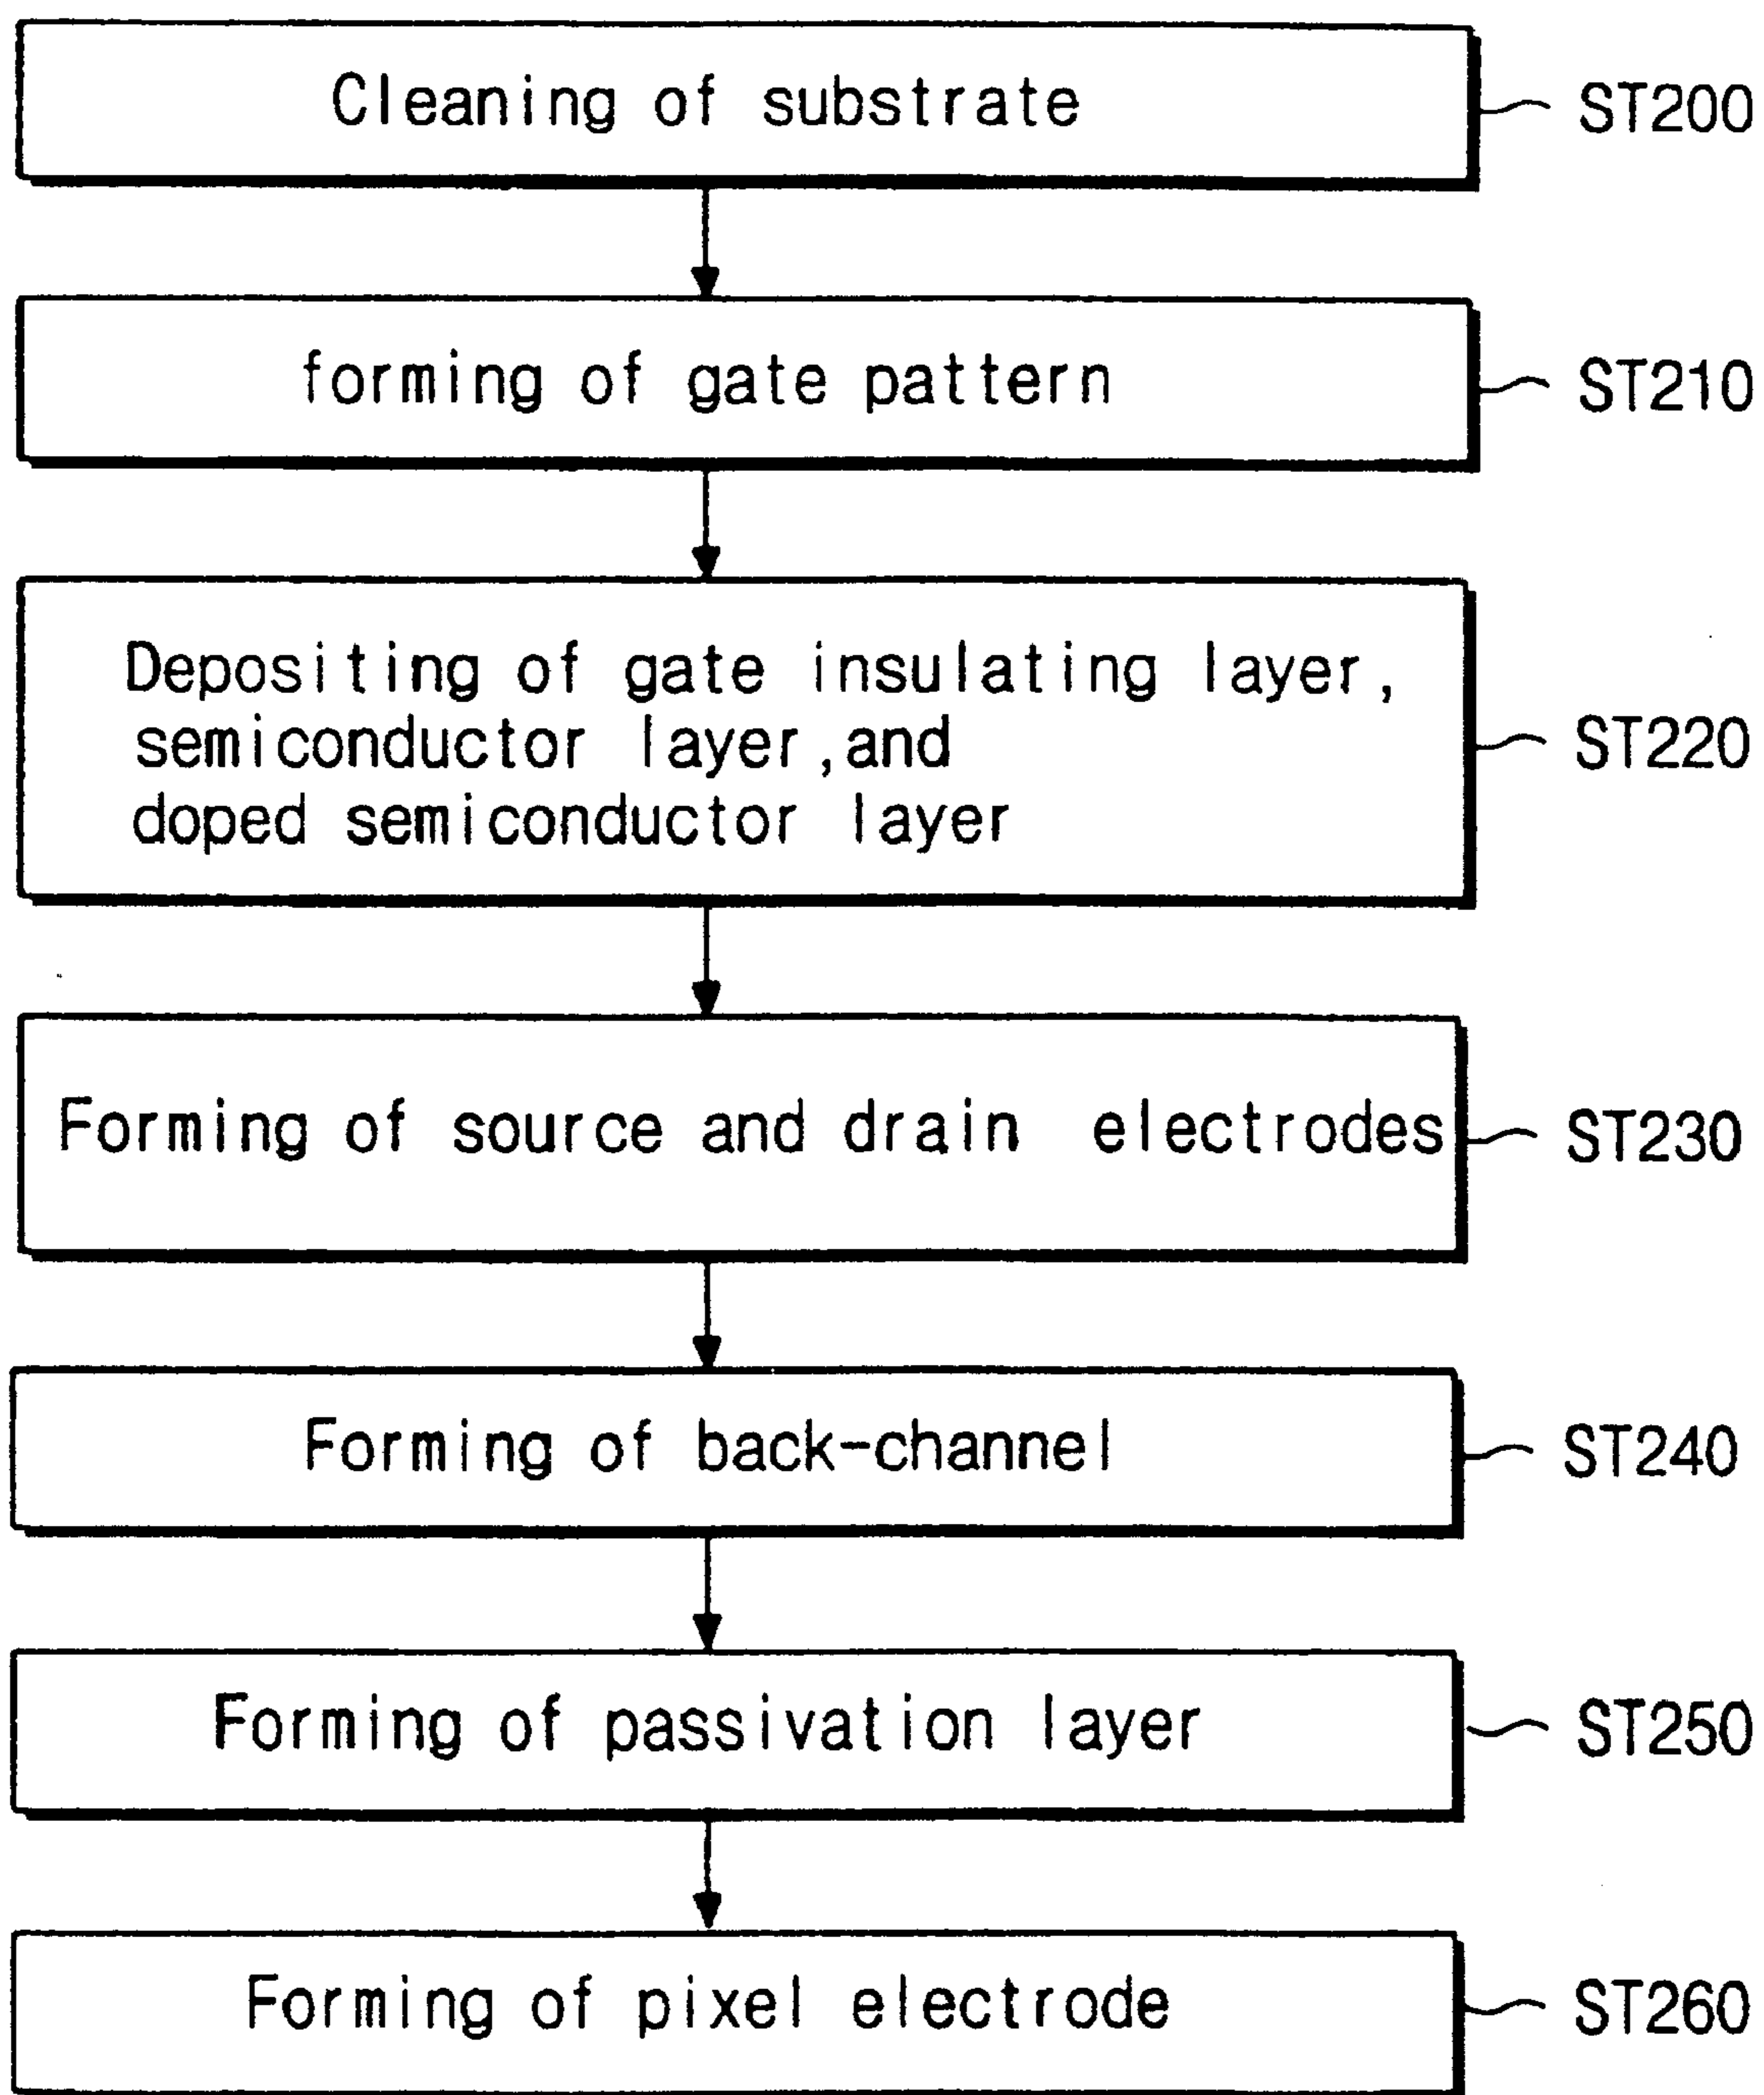 Cleaning of substrate
ST200
forming of gate pattern
ST210
Depositing of gate insulating layer,
semiconductor layer,and
doped semiconductor layer
ST220
Forming of source and drain electrodes
ST230
Forming of back-channel
ST240
Forming of passivation layer
ST250
Forming of pixel electrode
ST260